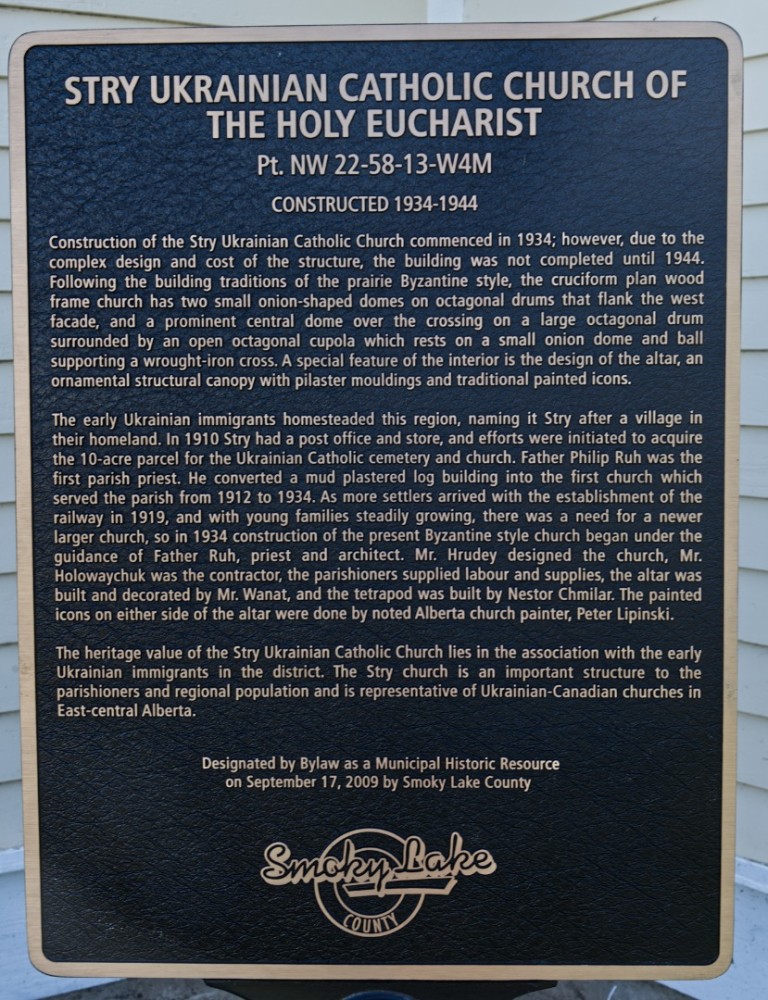 STRY UKRAINIAN CATHOLIC CHURCH OF
THE HOLY EUCHARIST
Pt. NW 22-58-13-W4M
CONSTRUCTED 1934-1944
Construction of the Stry Ukrainian Catholic Church commenced in 1934; however, due to the
complex design and cost of the structure, the building was not completed until 1944.
Following the building traditions of the prairie Byzantine style, the cruciform plan wood
frame church has two small onion-shaped domes on octagonal drums that flank the west
facade, and a prominent central dome over the crossing on a large octagonal drum
surrounded by an open octagonal cupola which rests on a small onion dome and ball
supporting a wrought-iron cross. A special feature of the interior is the design of the altar, an
ornamental structural canopy with pilaster mouldings and traditional painted icons.
The early Ukrainian immigrants homesteaded this region, naming it Stry after a village in
their homeland. In 1910 Stry had a post office and store, and efforts were initiated to acquire
the 10-acre parcel for the Ukrainian Catholic cemetery and church. Father Philip Ruh was the
first parish priest. He converted a mud plastered log building into the first church which
served the parish from 1912 to 1934. As more settlers arrived with the establishment of the
railway in 1919, and with young families steadily growing, there was a need for a newer
larger church, so in 1934 construction of the present Byzantine style church began under the
guidance of Father Ruh, priest and architect. Mr. Hrudey designed the church, Mr.
Holowaychuk was the contractor, the parishioners supplied labour and supplies, the altar was
built and decorated by Mr. Wanat, and the tetrapod was built by Nestor Chmilar. The painted
icons on either side of the altar were done by noted Alberta church painter, Peter Lipinski.
The heritage value of the Stry Ukrainian Catholic Church lies in the association with the early
Ukrainian immigrants in the district. The Stry church is an important structure to the
parishioners and regional population and is representative of Ukrainian-Canadian churches in
East-central Alberta.
Designated by Bylaw as a Municipal Historic Resource
on September 17, 2009 by Smoky Lake County
Smoky Lake
COUNTY